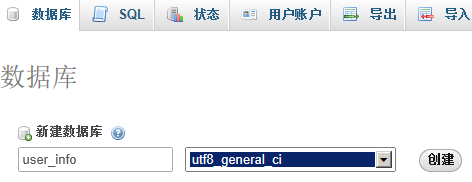 数据库 SQL 状态 用户账户 导出 导入
数据库
新建数据库
user_info utf8_general_ci 创建